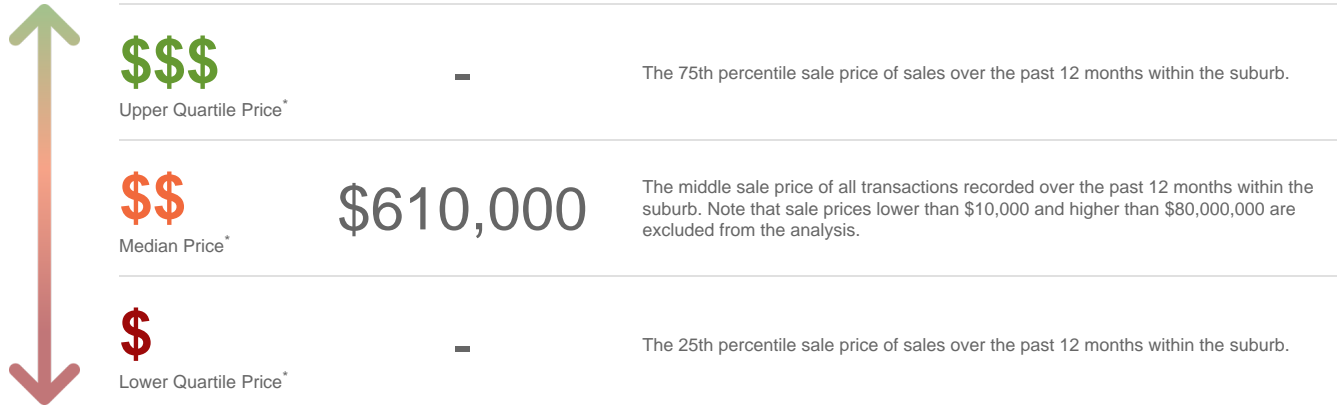 $$$
Upper Quartile Price*
-
The 75th percentile sale price of sales over the past 12 months within the suburb.
$$
Median Price*
$610,000
The middle sale price of all transactions recorded over the past 12 months within the
suburb. Note that sale prices lower than $10,000 and higher than $80,000,000 are
excluded from the analysis.
$
Lower Quartile Price*
-
The 25th percentile sale price of sales over the past 12 months within the suburb.